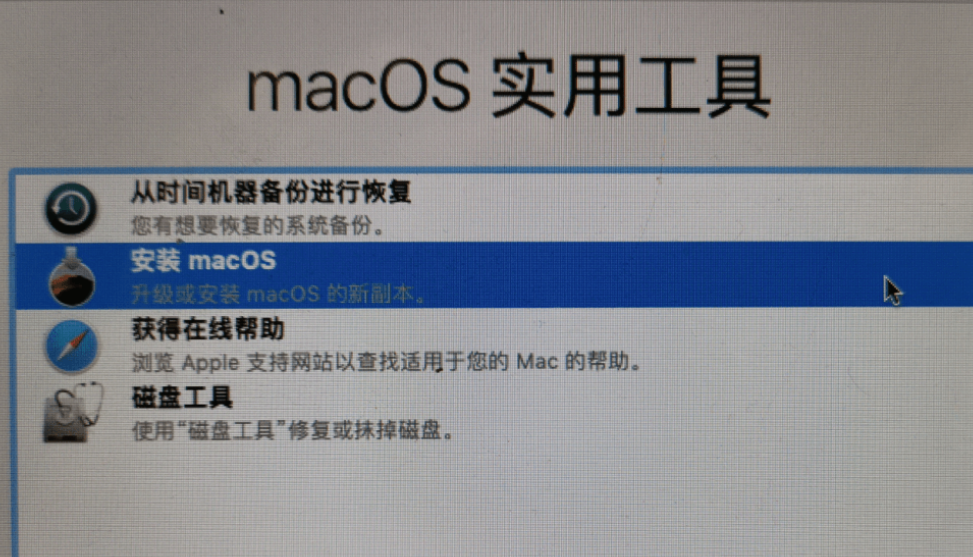 macOS 实用工具
从时间机器备份进行恢复
您有想要恢复的系统备份。
安装 macOS
升级或安装 macOS 的新副本。
获得在线帮助
浏览 Apple 支持网站以查找适用于您的 Mac 的帮助。
磁盘工具
使用“磁盘工具”修复或抹掉磁盘。